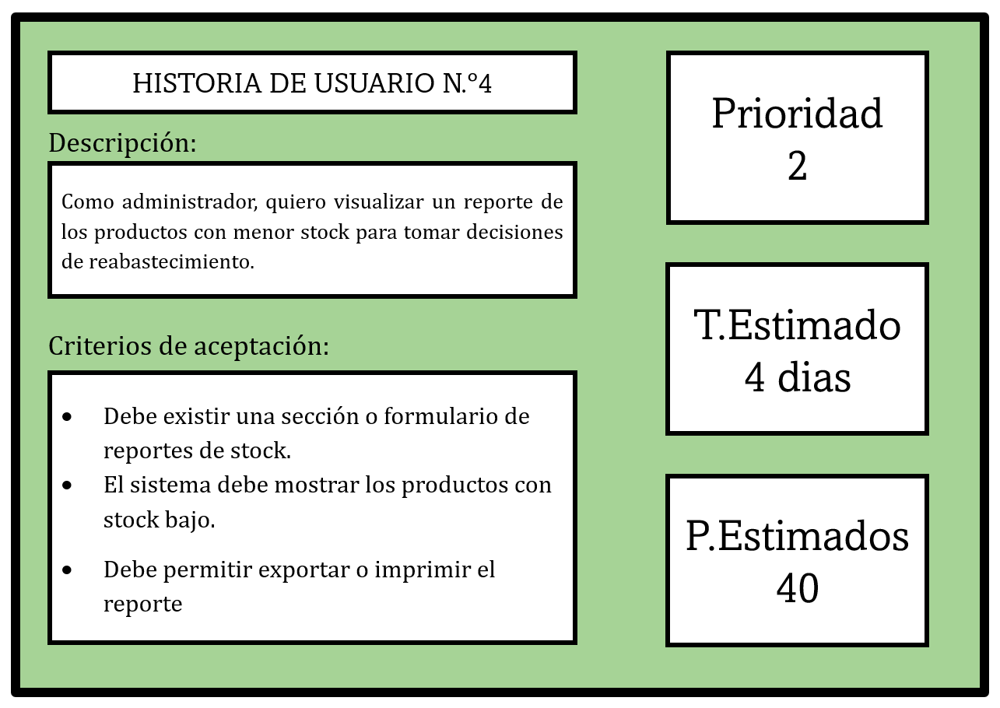 HISTORIA DE USUARIO N.°4
Descripción:
Como administrador, quiero visualizar un reporte de
los productos con menor stock para tomar decisiones
de reabastecimiento.
Criterios de aceptación:
• Debe existir una sección o formulario de
reportes de stock.
• El sistema debe mostrar los productos con
stock bajo.
• Debe permitir exportar o imprimir el
reporte
Prioridad
2
T.Estimado
4 dias
P.Estimados
40